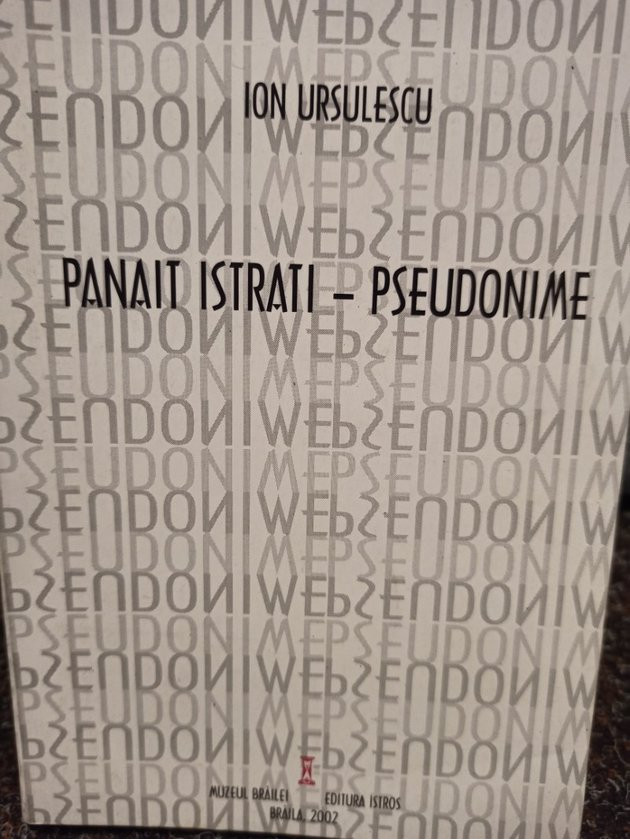 ION URSULESCU
PANAIT ISTRATI – PSEUDONIME
MUZEUL BRĂILEI EDITURA ISTROS
BRĂILA, 2002